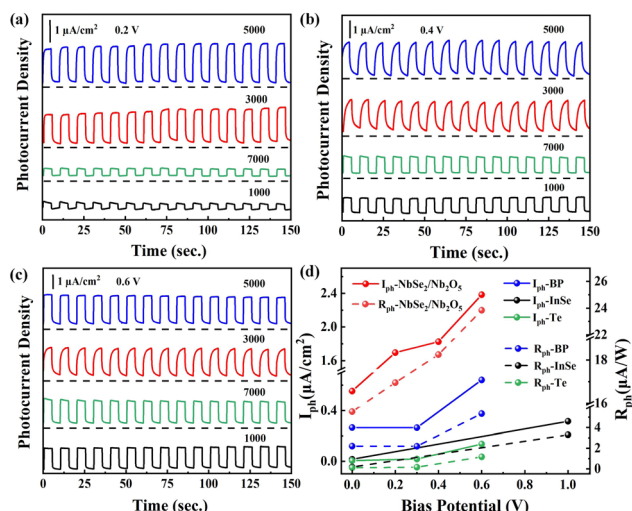 (a)
1 μA/cm² 0.2 V
5000
3000
7000
1000
Photocurrent Density
0 25 50 75 100 125 150
Time (sec.)
(b)
1 μA/cm² 0.4 V
5000
3000
7000
1000
Photocurrent Density
0 25 50 75 100 125 150
Time (sec.)
(c)
1 μA/cm² 0.6 V
5000
3000
7000
1000
Photocurrent Density
0 25 50 75 100 125 150
Time (sec.)
(d)
Iph-NbSe₂/Nb₂O₅
Rph-NbSe₂/Nb₂O₅
Iph-BP
Iph-InSe
Iph-Te
Rph-BP
Rph-InSe
Rph-Te
2.4
1.6
0.4
0.0
Iph(μA/cm²)
26
24
22
18
16
4
2
0
Rph(μA/W)
0.0 0.2 0.4 0.6 0.8 1.0
Bias Potential (V)